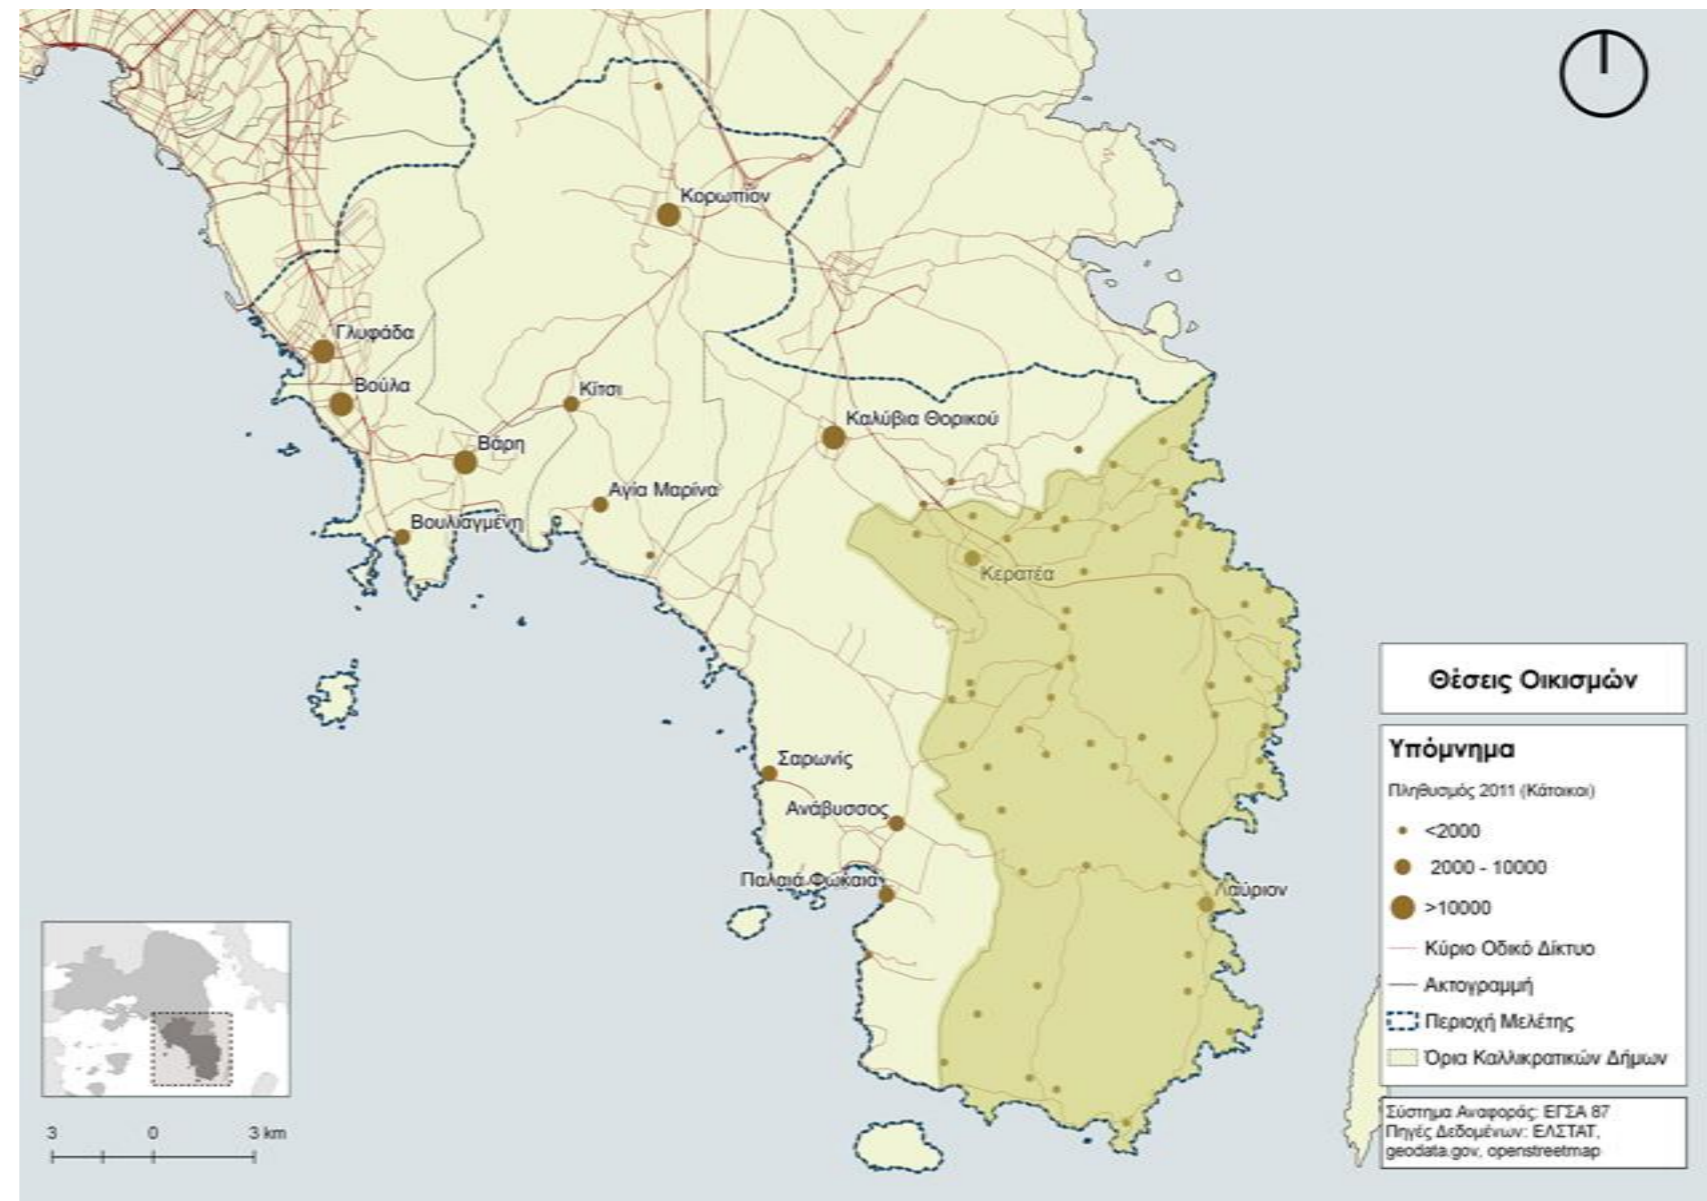 Κορωπίον
Γλυφάδα
Βούλα
Κίτσι
Καλύβια Θορικού
Βάρη
Αγία Μαρίνα
Βουλιαγμένη
Κερατέα
Σαρωνίς
Ανάβυσσος
Παλαιά Φώκαια
Λαύριον
Θέσεις Οικισμών
Υπόμνημα
Πληθυσμός 2011 (Κάτοικοι)
<2000
2000 - 10000
>10000
Κύριο Οδικό Δίκτυο
Ακτογραμμή
Περιοχή Μελέτης
Όρια Καλλικρατικών Δήμων
Σύστημα Αναφοράς: ΕΓΣΑ 87
Πηγές Δεδομένων: ΕΛΣΤΑΤ,
geodata.gov, openstreetmap
3 0 3 km